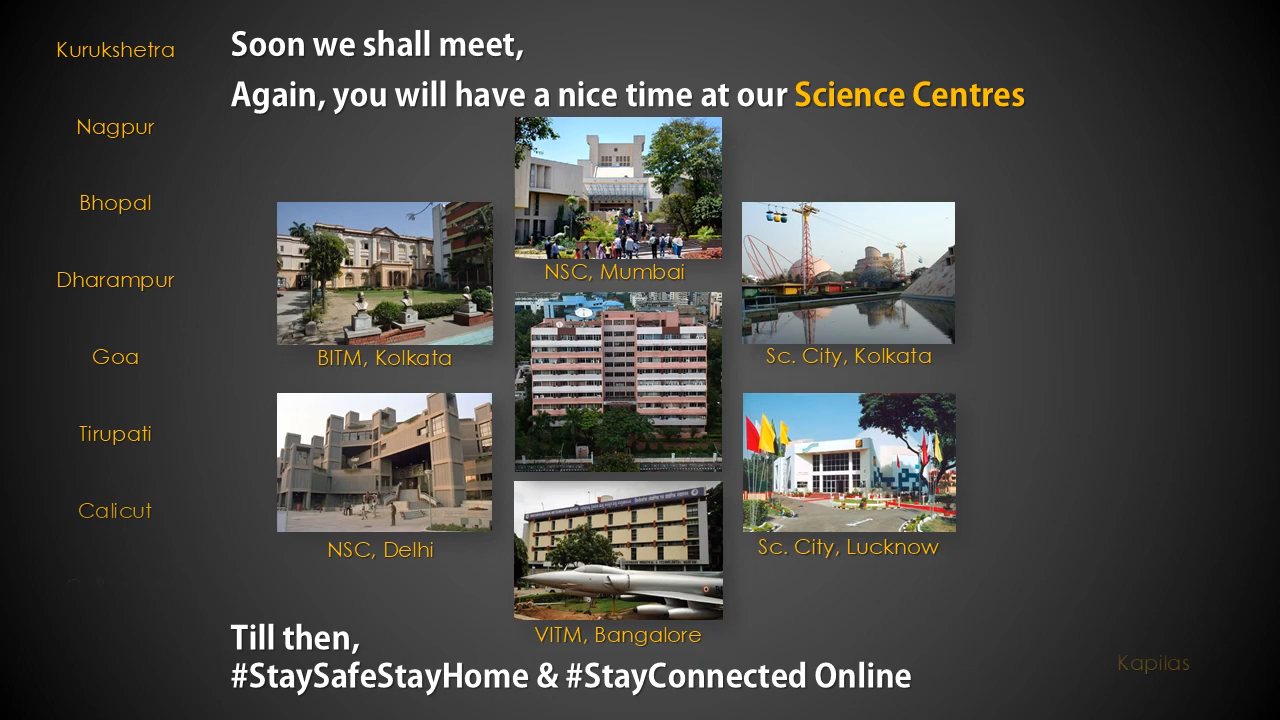 Soon we shall meet,
Again, you will have a nice time at our Science Centres
Kurukshetra
Nagpur
Bhopal
Dharampur
Goa
Tirupati
Calicut
NSC, Mumbai
BITM, Kolkata
Sc. City, Kolkata
NSC, Delhi
Sc. City, Lucknow
VITM, Bangalore
Till then,
#StaySafeStayHome & #StayConnected Online
Kapilas